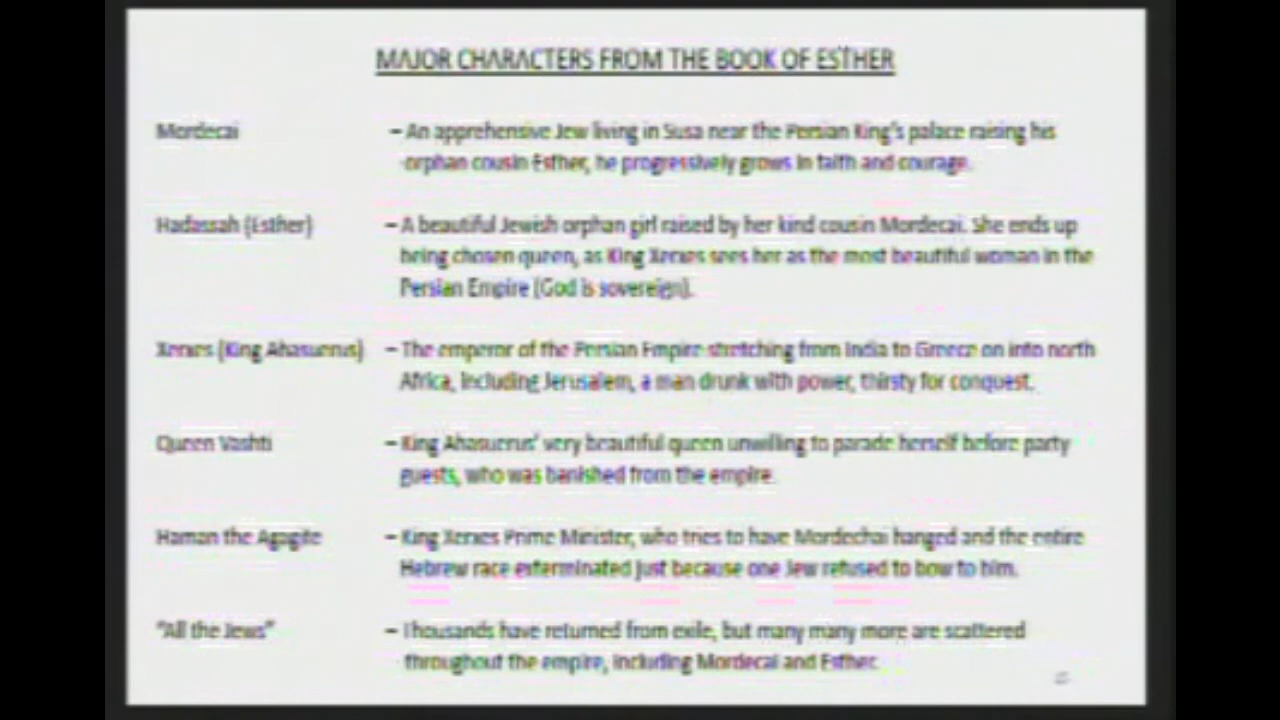 MAJOR CHARACTERS FROM THE BOOK OF ESTHER
Mordecai – An apprehensive Jew living in Susa near the Persian King's palace raising his
orphan cousin Esther, he progressively grows in faith and courage.
Hadassah (Esther) – A beautiful Jewish orphan girl raised by her kind cousin Mordecai. She ends up
being chosen queen, as King Xerxes sees her as the most beautiful woman in the
Persian Empire (God is sovereign).
Xerxes (King Ahasuerus) – The emperor of the Persian Empire stretching from India to Greece on into north
Africa, including Jerusalem, a man drunk with power, thirsty for conquest.
Queen Vashti – King Ahasuerus' very beautiful queen unwilling to parade herself before party
guests, who was banished from the empire.
Haman the Agagite – King Xerxes Prime Minister, who tries to have Mordechai hanged and the entire
Hebrew race exterminated just because one Jew refused to bow to him.
"All the Jews" – Thousands have returned from exile, but many many more are scattered
throughout the empire, including Mordecai and Esther.